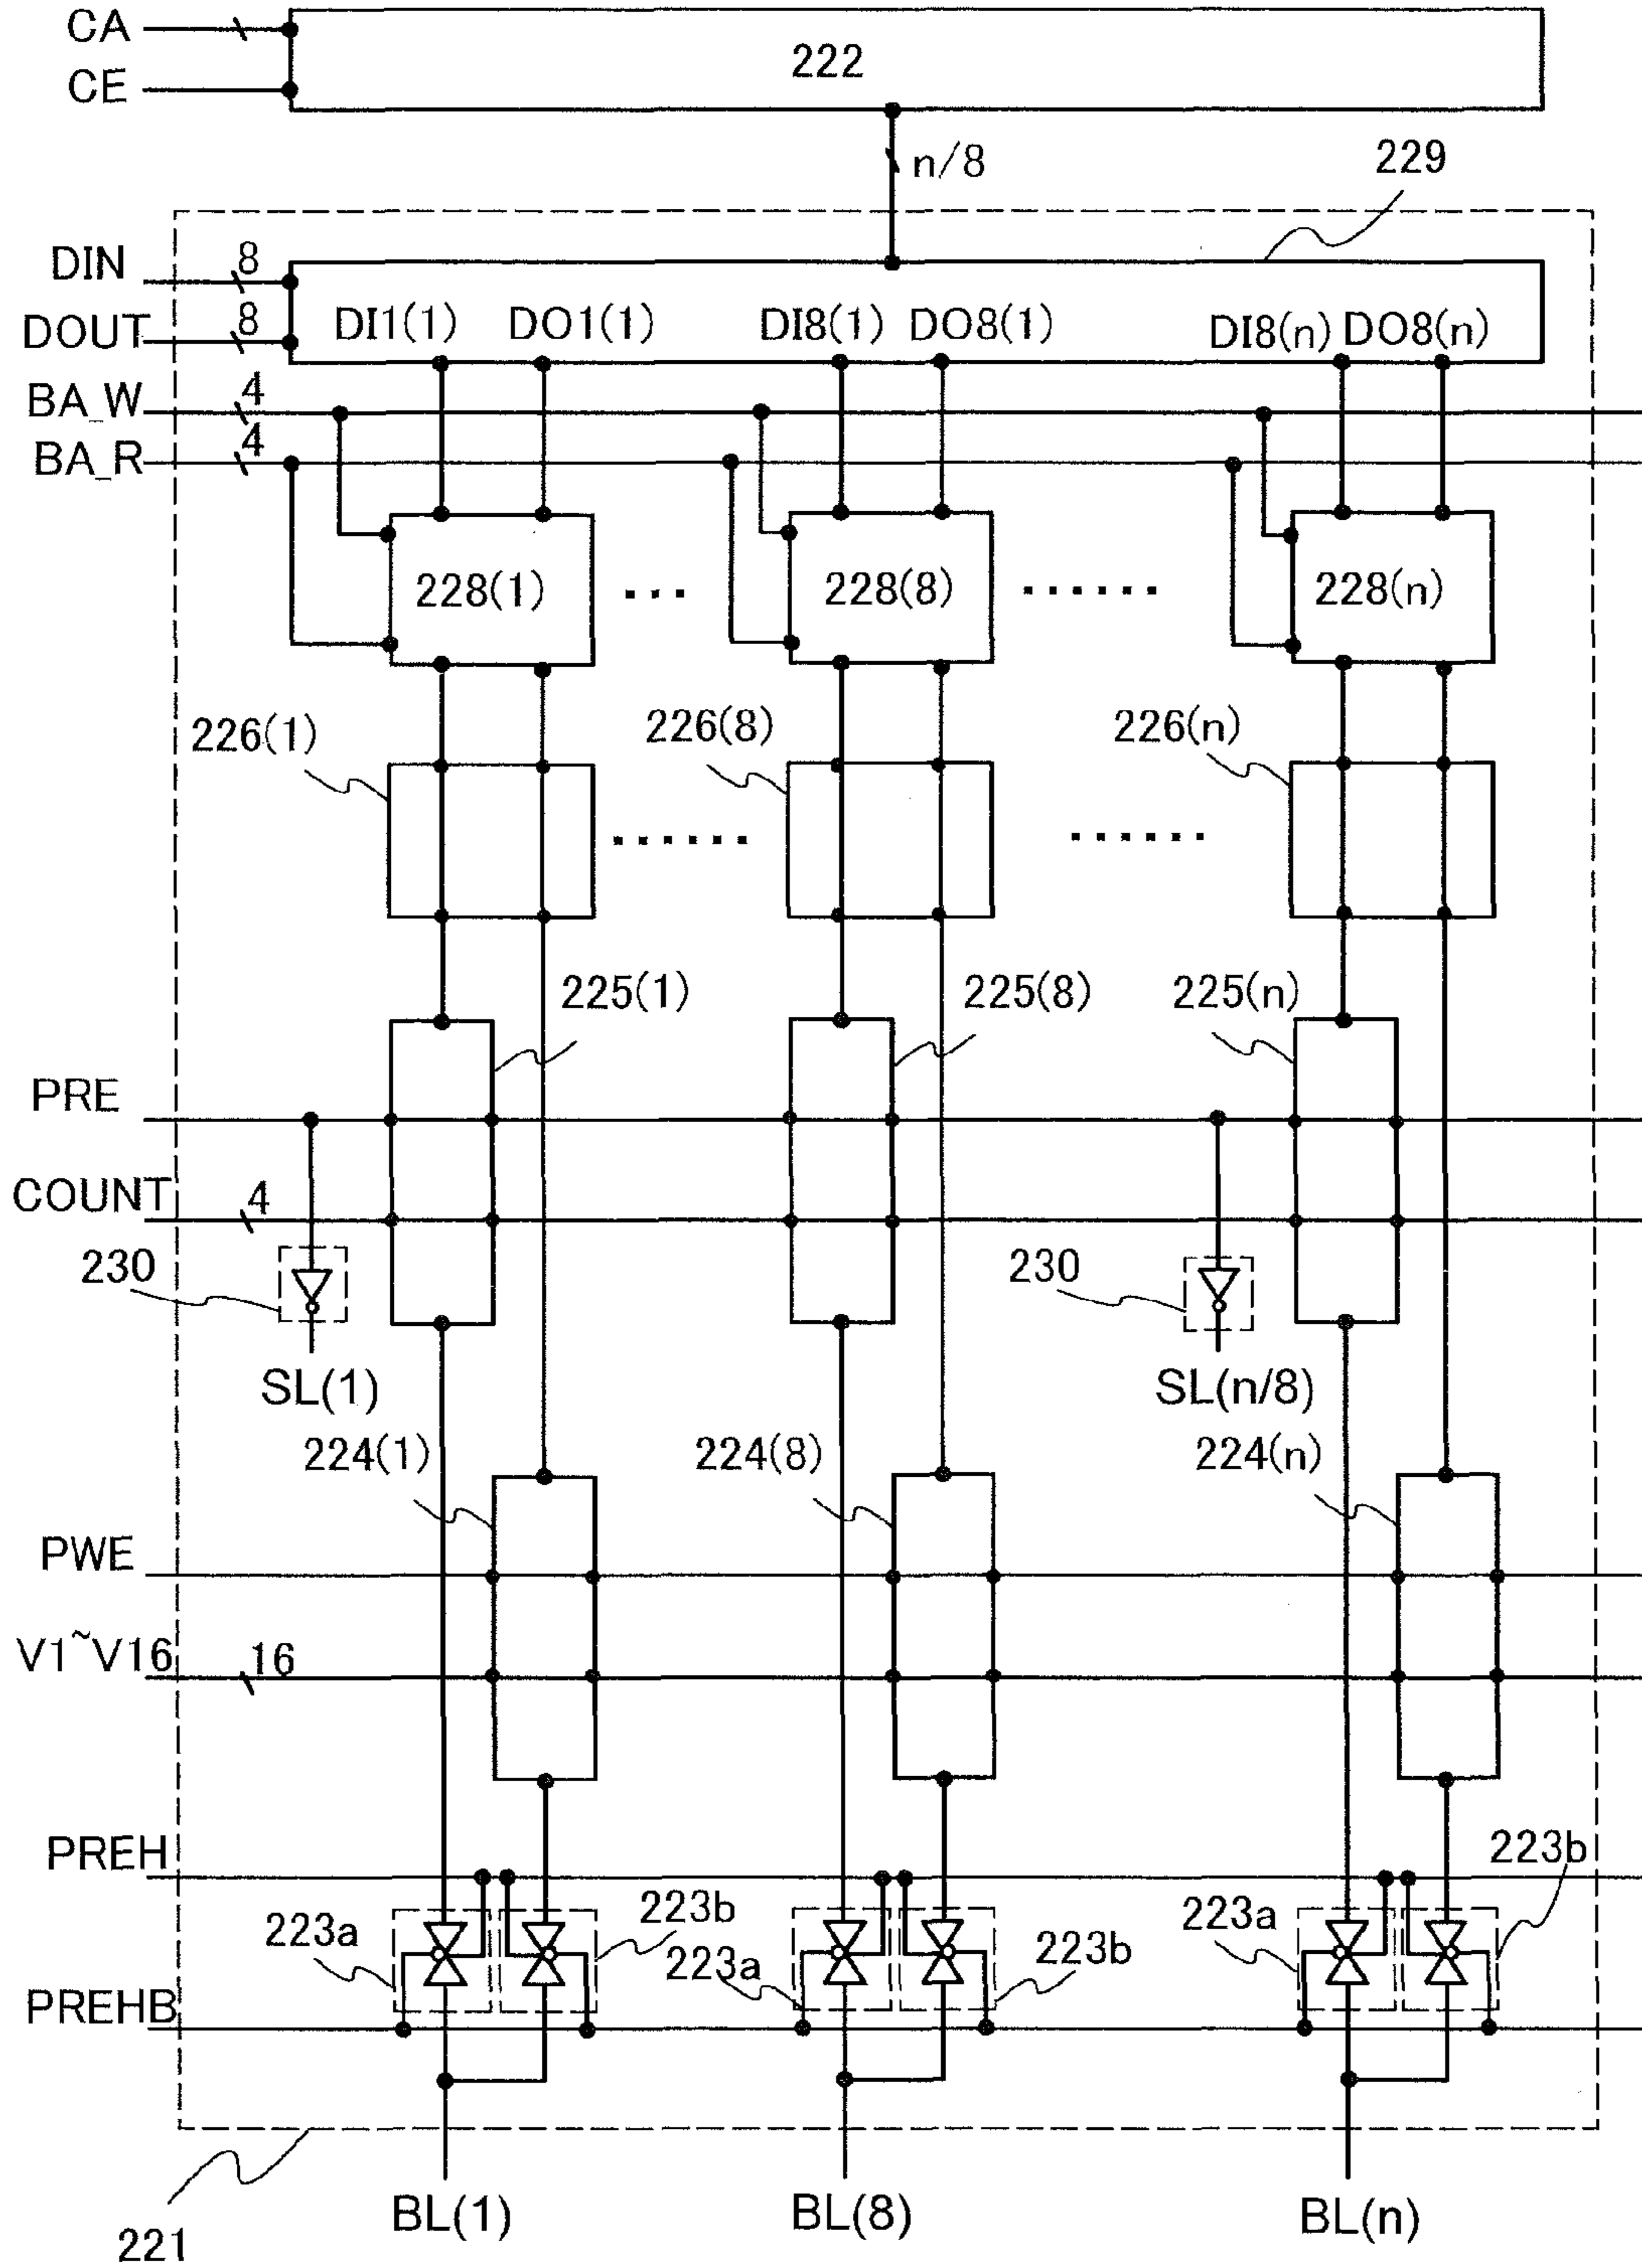 CA
222
CE
n/8
229
DIN 8
DOUT 8
DI1(1) DO1(1) DI8(1) DO8(1) DI8(n) DO8(n)
BA_W 4
BA_R 4
228(1) ... 228(8) ...... 228(n)
226(1) 226(8) 226(n)
...... ......
225(1) 225(8) 225(n)
PRE
COUNT 4
230 230
SL(1) SL(n/8)
224(1) 224(8) 224(n)
PWE
V1~V16 16
PREH
223a 223b 223a 223b 223a 223b
PREHB
221
BL(1) BL(8) BL(n)